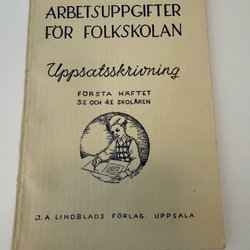 ARBETSUPPGIFTER
FÖR FOLKSKOLAN
Uppsatsskrivning
FÖRSTA HÄFTET
3:E OCH 4:E SKOLÅREN
J. A. LINDBLADS FÖRLAG. UPPSALA